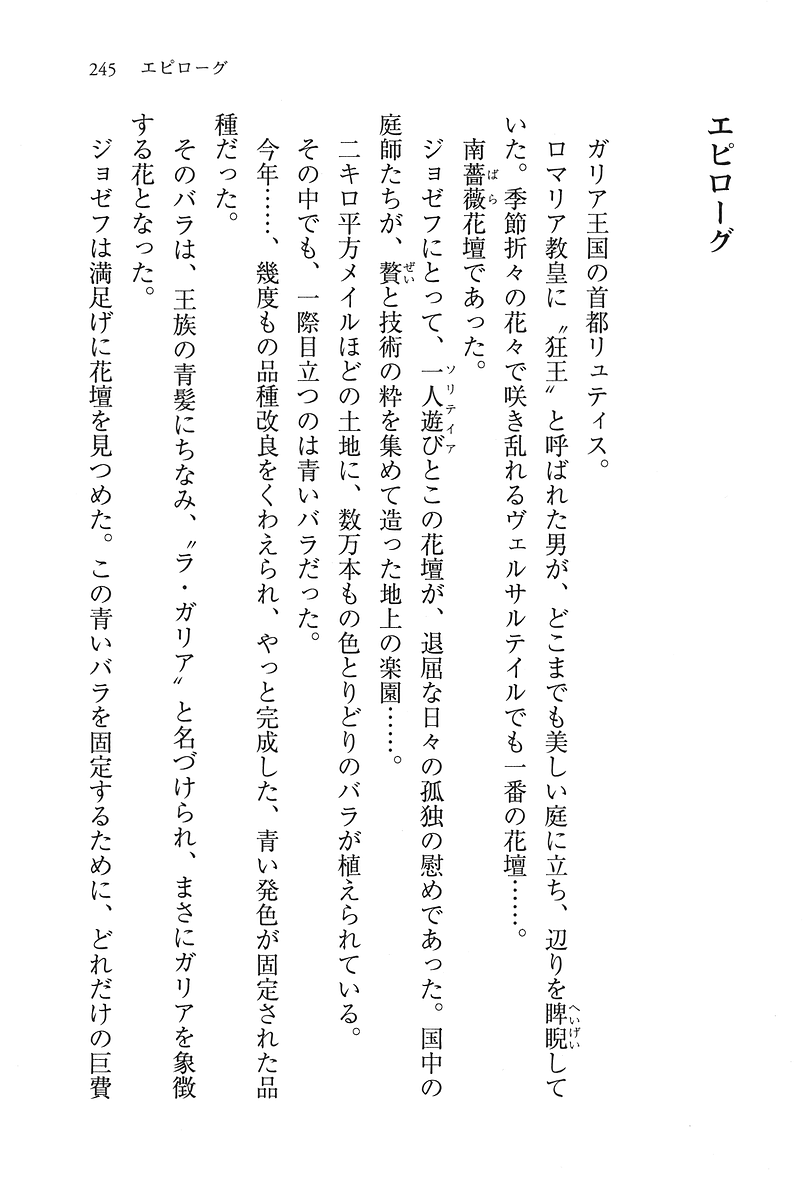 245 エピローグ
エピローグ
ガリア王国の首都リュティス。
ロマリア教皇に〝狂王〟と呼ばれた男が、どこまでも美しい庭に立ち、辺りを睥睨して
いた。季節折々の花々で咲き乱れるヴェルサルテイルでも一番の花壇……。
南薔薇花壇であった。
ジョゼフにとって、一人遊びとこの花壇が、退屈な日々の孤独の慰めであった。国中の
庭師たちが、贅と技術の粋を集めて造った地上の楽園……。
二キロ平方メイルほどの土地に、数万本もの色とりどりのバラが植えられている。
その中でも、一際目立つのは青いバラだった。
今年……、幾度もの品種改良をくわえられ、やっと完成した、青い発色が固定された品
種だった。
そのバラは、王族の青髪にちなみ、〝ラ・ガリア〟と名づけられ、まさにガリアを象徴
する花となった。
ジョゼフは満足げに花壇を見つめた。この青いバラを固定するために、どれだけの巨費
へいげい
ばら
ソリティア
ぜい